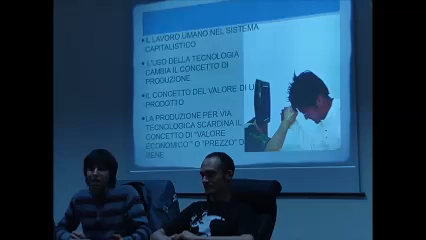 IL LAVORO UMANO NEL SISTEMA
CAPITALISTICO
L'USO DELLA TECNOLOGIA
CAMBIA IL CONCETTO DI
PRODUZIONE
IL CONCETTO DEL VALORE DI U
PRODOTTO
LA PRODUZIONE PER VIA
TECNOLOGICA SCARDINA IL
CONCETTO DI "VALORE
ECONOMICO " O "PREZZO" D
BENE